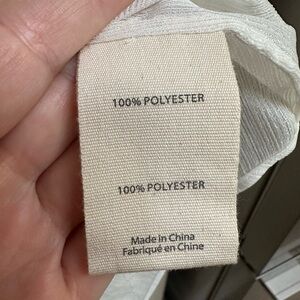 100% POLYESTER
100% POLYESTER
Made in China
Fabriqué en Chine